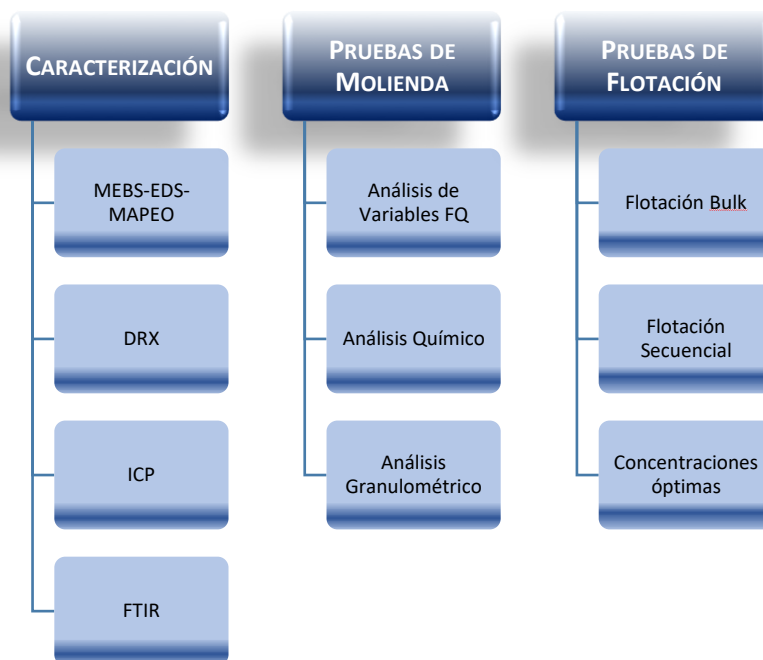 CARACTERIZACIÓN
MEBS-EDS-
MAPEO
DRX
ICP
FTIR
PRUEBAS DE
MOLIENDA
Análisis de
Variables FQ
Análisis Químico
Análisis
Granulométrico
PRUEBAS DE
FLOTACIÓN
Flotación Bulk
Flotación
Secuencial
Concentraciones
óptimas